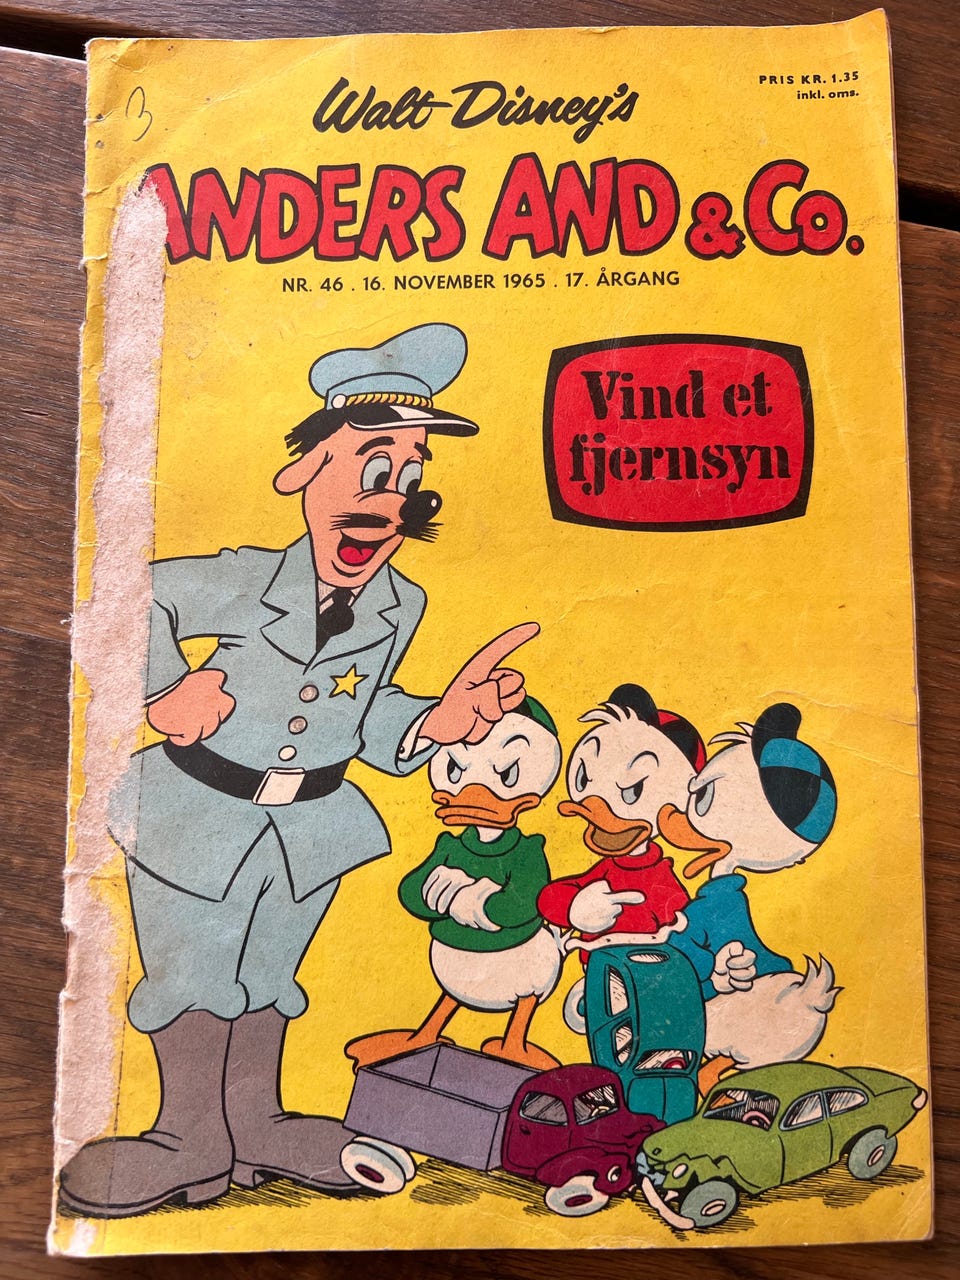 3
Walt Disney's
PRIS KR. 1.35
inkl. oms.
ANDERS AND & Co.
NR. 46 . 16. NOVEMBER 1965 . 17. ÅRGANG
Vind et
fjernsyn